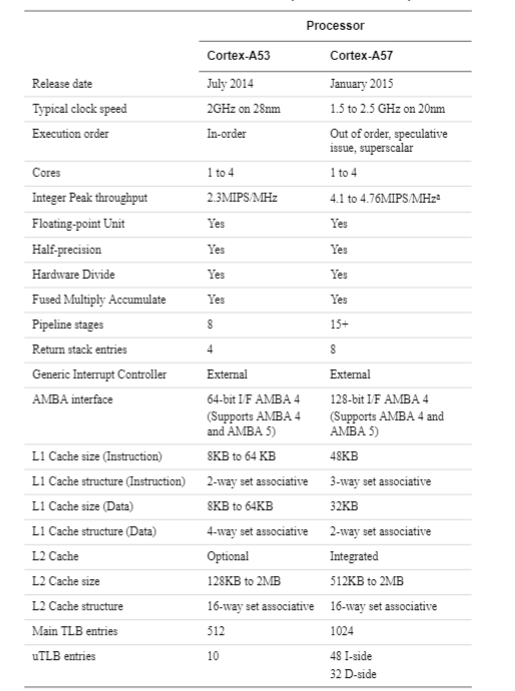 Processor
Cortex-A53 Cortex-A57
Release date July 2014 January 2015
Typical clock speed 2GHz on 28nm 1.5 to 2.5 GHz on 20nm
Execution order In-order Out of order, speculative
issue, superscalar
Cores 1 to 4 1 to 4
Integer Peak throughput 2.3MIPS/MHz 4.1 to 4.76MIPS/MHzª
Floating-point Unit Yes Yes
Half-precision Yes Yes
Hardware Divide Yes Yes
Fused Multiply Accumulate Yes Yes
Pipeline stages 8 15+
Return stack entries 4 8
Generic Interrupt Controller External External
AMBA interface 64-bit I/F AMBA 4 128-bit I/F AMBA 4
(Supports AMBA 4 (Supports AMBA 4 and
and AMBA 5) AMBA 5)
L1 Cache size (Instruction) 8KB to 64 KB 48KB
L1 Cache structure (Instruction) 2-way set associative 3-way set associative
L1 Cache size (Data) 8KB to 64KB 32KB
L1 Cache structure (Data) 4-way set associative 2-way set associative
L2 Cache Optional Integrated
L2 Cache size 128KB to 2MB 512KB to 2MB
L2 Cache structure 16-way set associative 16-way set associative
Main TLB entries 512 1024
uTLB entries 10 48 I-side
32 D-side